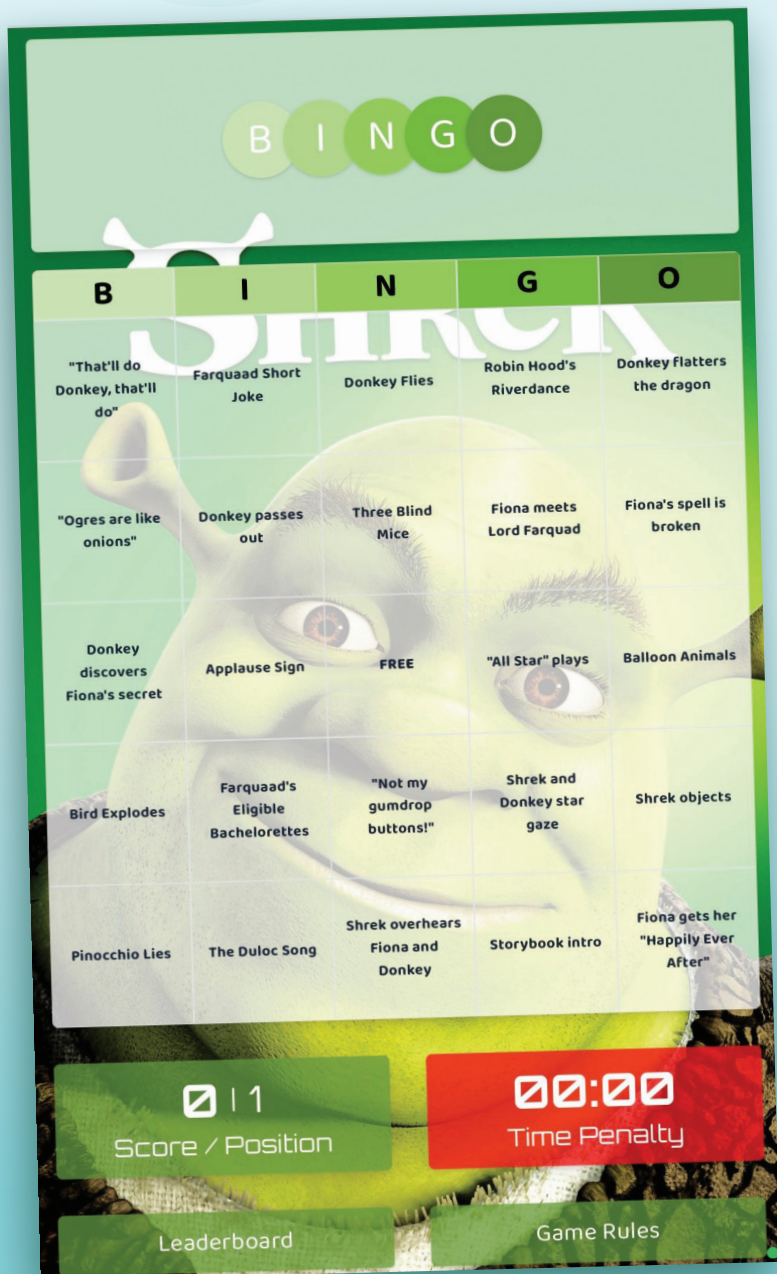 B I N G O
SHREK
B I N G O
"That'll do
Donkey, that'll
do"
Farquaad Short
Joke
Donkey Flies
Robin Hood's
Riverdance
Donkey flatters
the dragon
"Ogres are like
onions"
Donkey passes
out
Three Blind
Mice
Fiona meets
Lord Farquad
Fiona's spell is
broken
Donkey
discovers
Fiona's secret
Applause Sign
FREE
"All Star" plays
Balloon Animals
Bird Explodes
Farquaad's
Eligible
Bachelorettes
"Not my
gumdrop
buttons!"
Shrek and
Donkey star
gaze
Shrek objects
Pinocchio Lies
The Duloc Song
Shrek overhears
Fiona and
Donkey
Storybook intro
Fiona gets her
"Happily Ever
After"
0 | 1
Score / Position
00:00
Time Penalty
Leaderboard
Game Rules